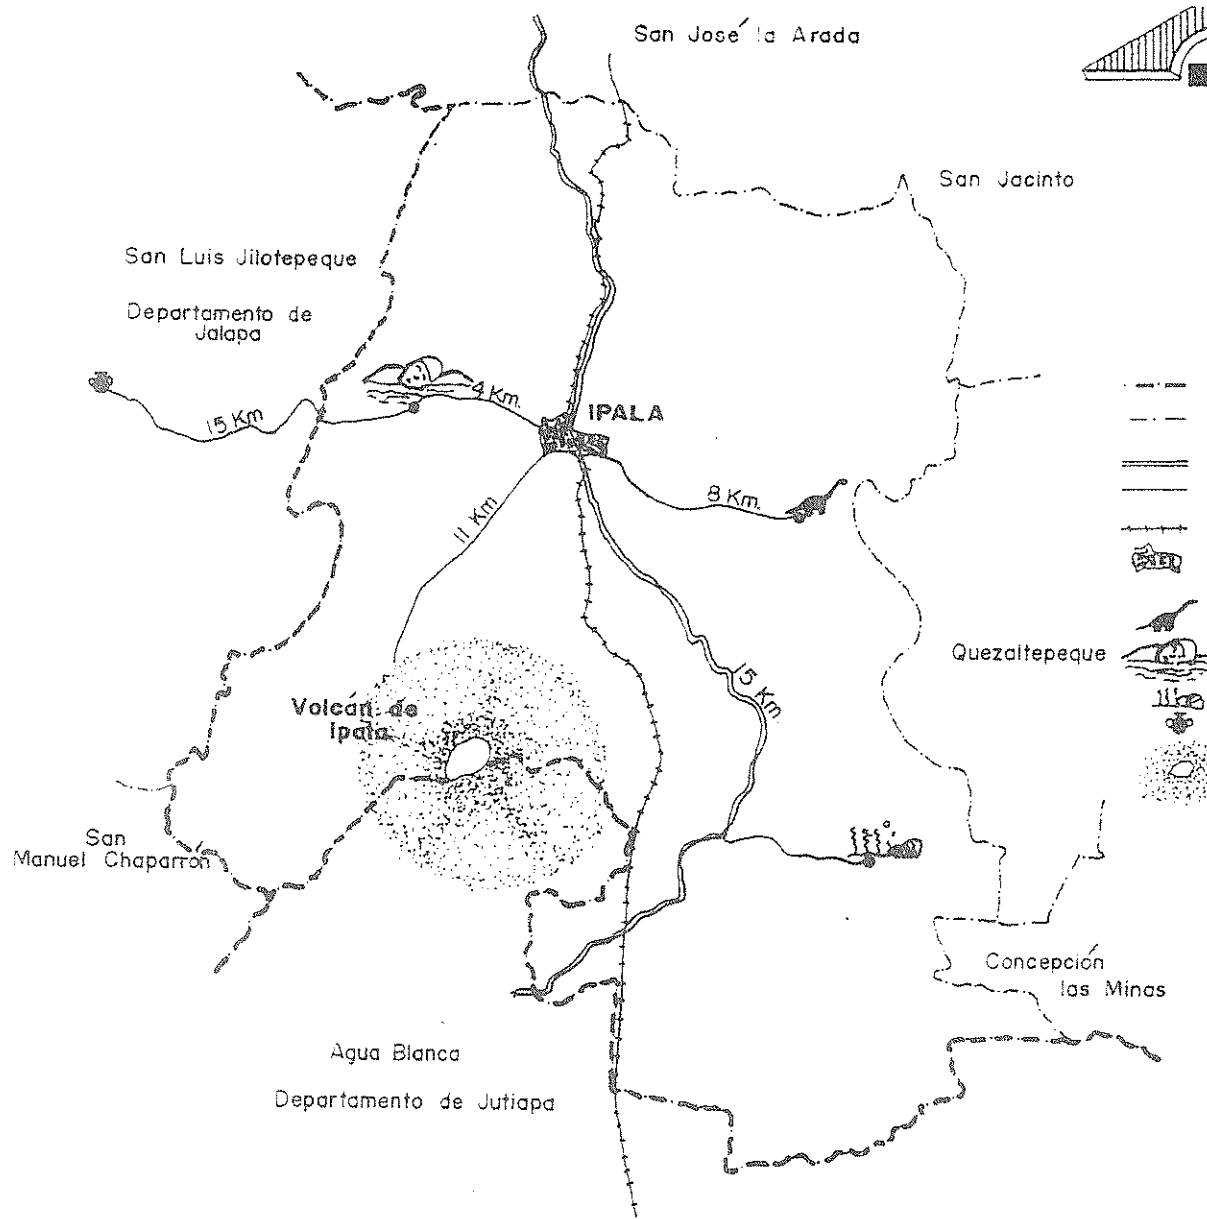 San José la Arada
San Jacinto
San Luis Jilotepeque
Departamento de
Jalapa
4 Km.
IPALA
15 Km
8 Km.
11 Km
Quezaltepeque
15 Km
Volcán de
Ipala
San
Manuel Chaparrón
Concepción
las Minas
Agua Blanca
Departamento de Jutiapa